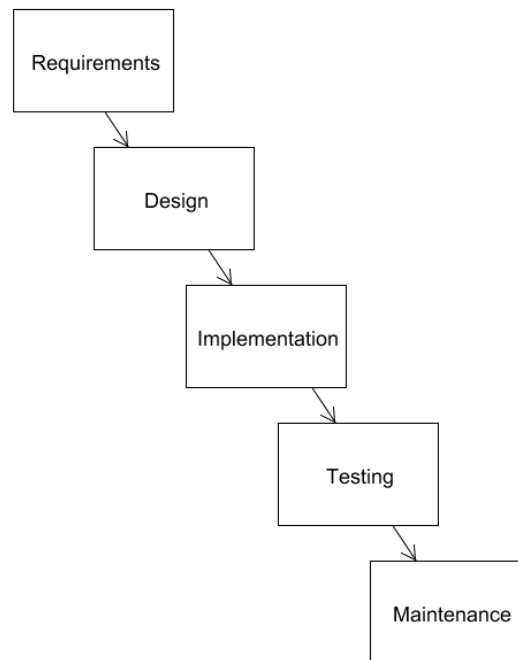 Requirements
Design
Implementation
Testing
Maintenance